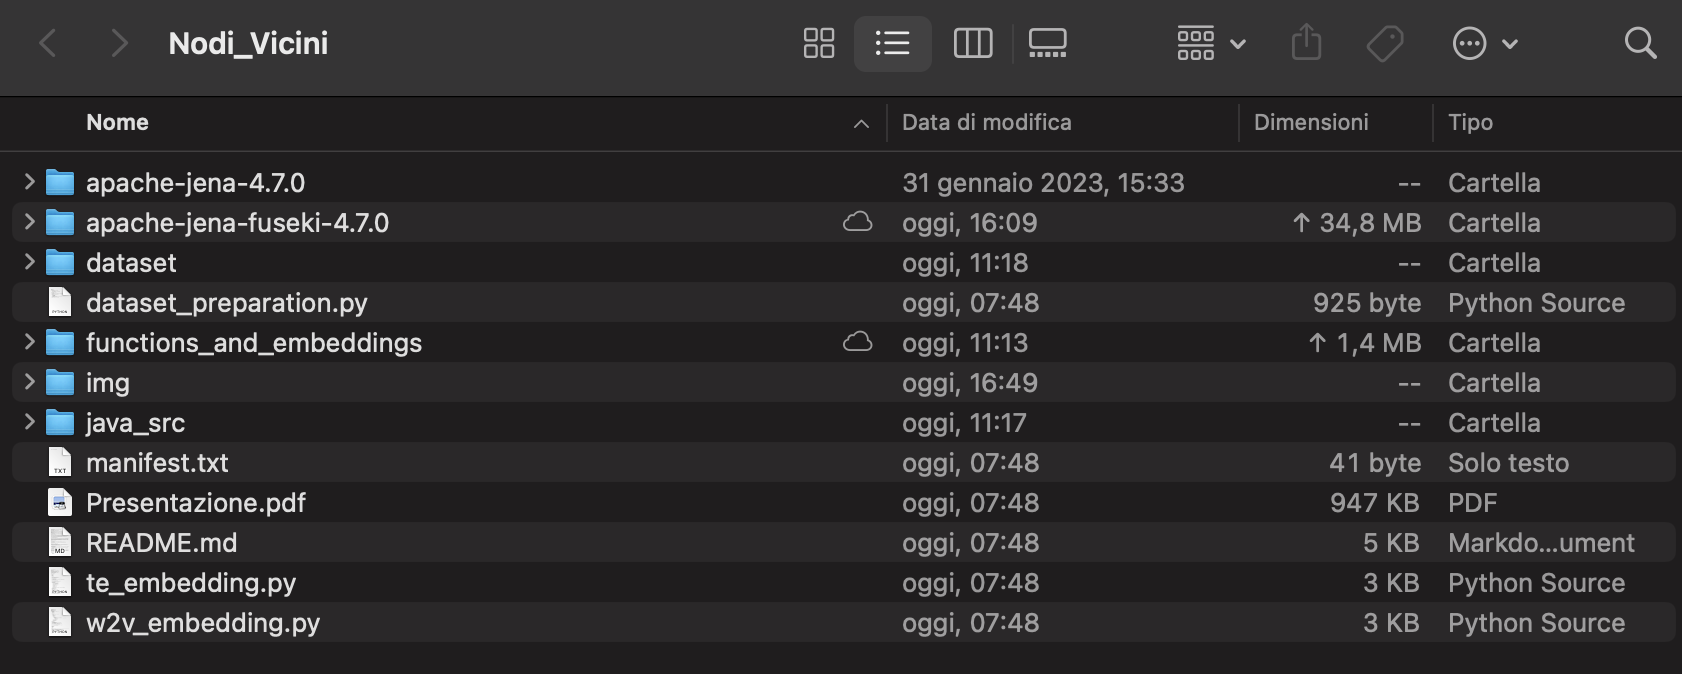 Nodi_Vicini
Nome Data di modifica Dimensioni Tipo
apache-jena-4.7.0 31 gennaio 2023, 15:33 -- Cartella
apache-jena-fuseki-4.7.0 oggi, 16:09 ↑ 34,8 MB Cartella
dataset oggi, 11:18 -- Cartella
dataset_preparation.py oggi, 07:48 925 byte Python Source
functions_and_embeddings oggi, 11:13 ↑ 1,4 MB Cartella
img oggi, 16:49 -- Cartella
java_src oggi, 11:17 -- Cartella
manifest.txt oggi, 07:48 41 byte Solo testo
Presentazione.pdf oggi, 07:48 947 KB PDF
README.md oggi, 07:48 5 KB Markdo...ument
te_embedding.py oggi, 07:48 3 KB Python Source
w2v_embedding.py oggi, 07:48 3 KB Python Source